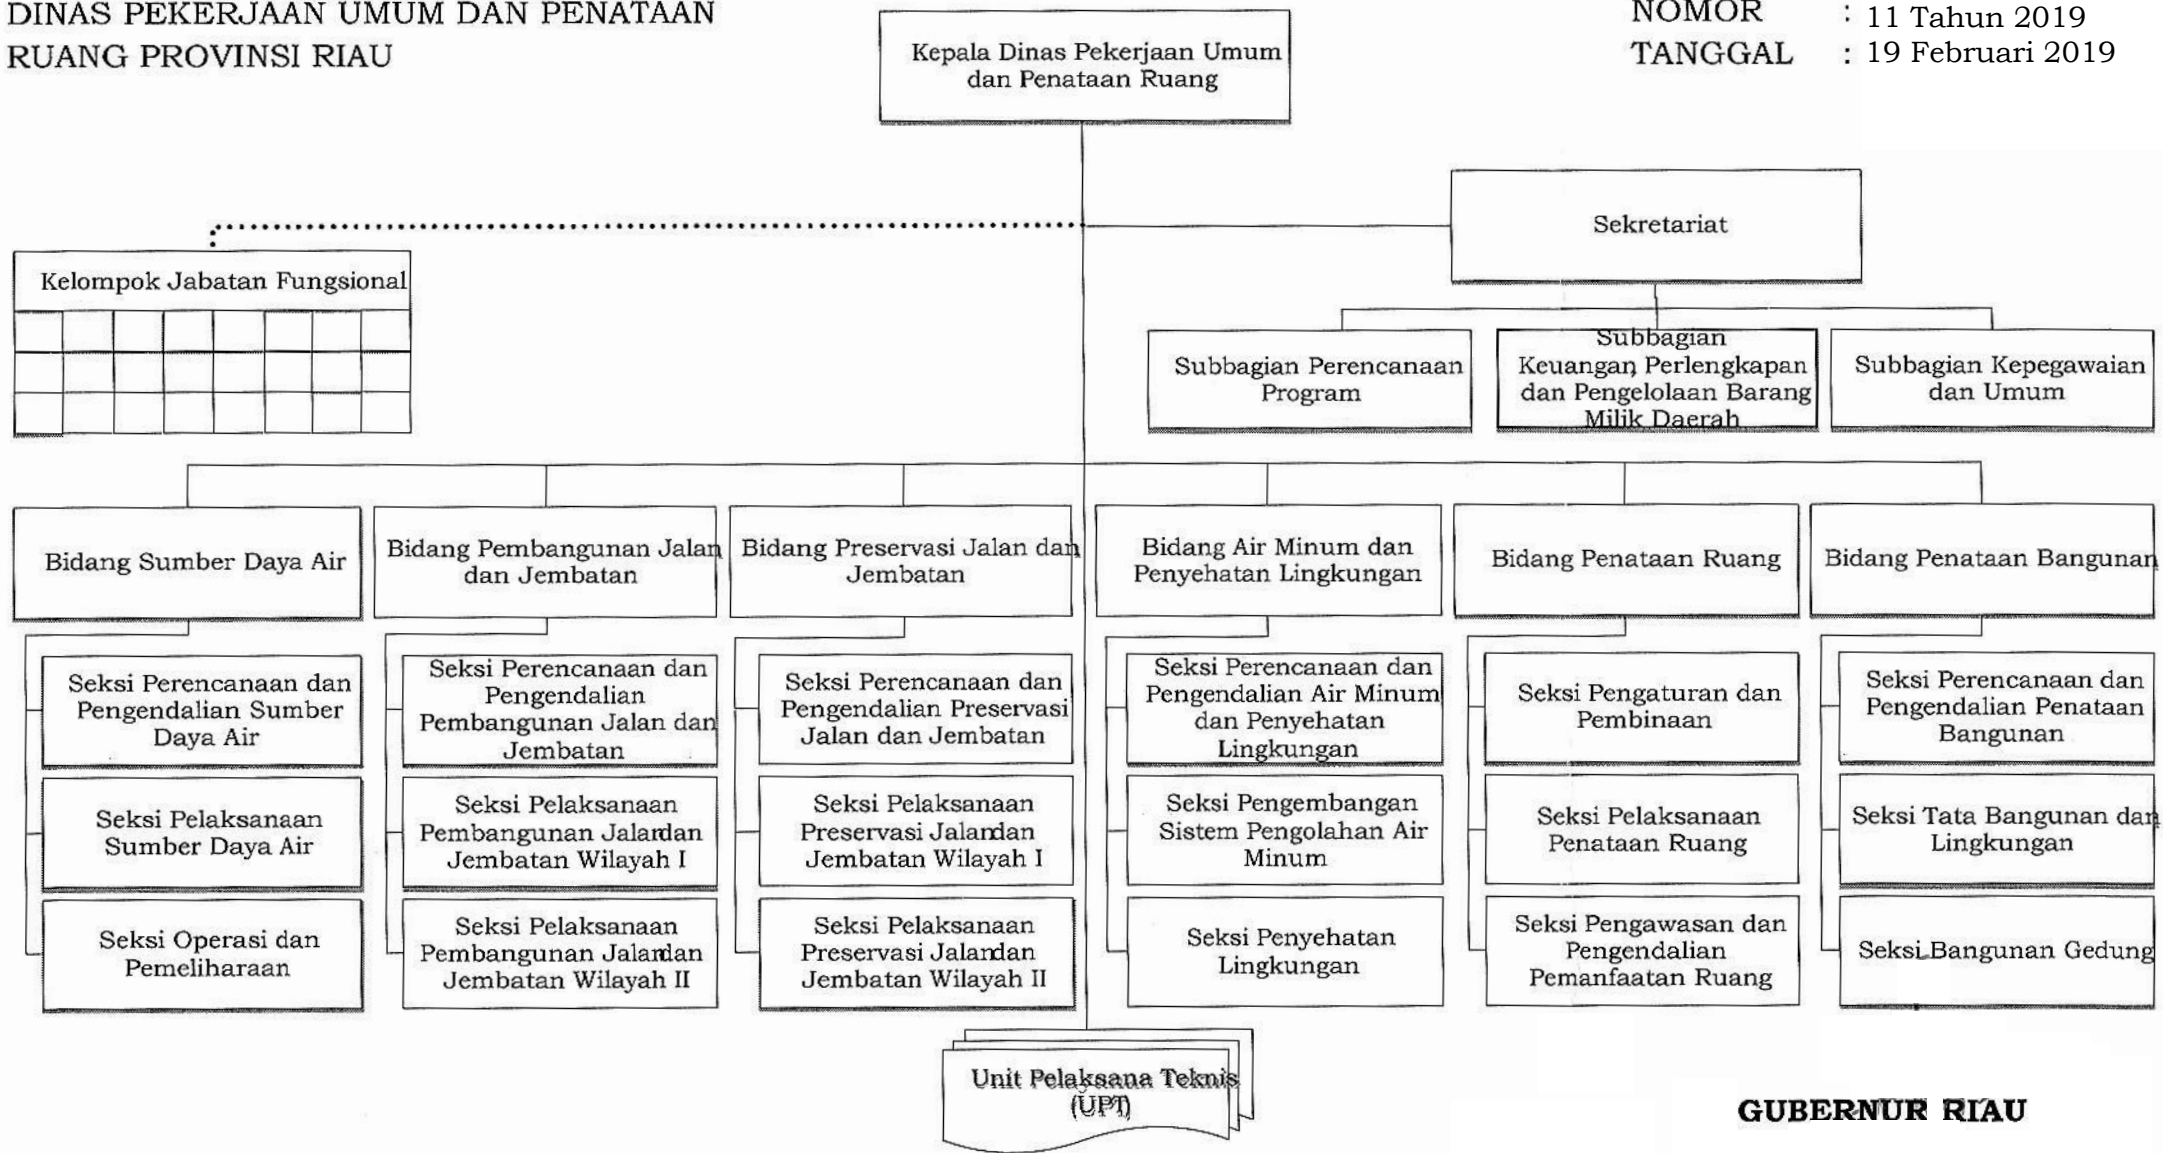 DINAS PEKERJAAN UMUM DAN PENATAAN
RUANG PROVINSI RIAU
NOMOR : 11 Tahun 2019
TANGGAL : 19 Februari 2019
Kepala Dinas Pekerjaan Umum
dan Penataan Ruang
Sekretariat
Kelompok Jabatan Fungsional
Subbagian Perencanaan
Program
Subbagian
Keuangan, Perlengkapan
dan Pengelolaan Barang
Milik Daerah
Subbagian Kepegawaian
dan Umum
Bidang Sumber Daya Air
Bidang Pembangunan Jalan
dan Jembatan
Bidang Preservasi Jalan dan
Jembatan
Bidang Air Minum dan
Penyehatan Lingkungan
Bidang Penataan Ruang
Bidang Penataan Bangunan
Seksi Perencanaan dan
Pengendalian Sumber
Daya Air
Seksi Perencanaan dan
Pengendalian
Pembangunan Jalan dan
Jembatan
Seksi Perencanaan dan
Pengendalian Preservasi
Jalan dan Jembatan
Seksi Perencanaan dan
Pengendalian Air Minum
dan Penyehatan
Lingkungan
Seksi Pengaturan dan
Pembinaan
Seksi Perencanaan dan
Pengendalian Penataan
Bangunan
Seksi Pelaksanaan
Sumber Daya Air
Seksi Pelaksanaan
Pembangunan Jalan dan
Jembatan Wilayah I
Seksi Pelaksanaan
Preservasi Jalan dan
Jembatan Wilayah I
Seksi Pengembangan
Sistem Pengolahan Air
Minum
Seksi Pelaksanaan
Penataan Ruang
Seksi Tata Bangunan dan
Lingkungan
Seksi Operasi dan
Pemeliharaan
Seksi Pelaksanaan
Pembangunan Jalan dan
Jembatan Wilayah II
Seksi Pelaksanaan
Preservasi Jalan dan
Jembatan Wilayah II
Seksi Penyehatan
Lingkungan
Seksi Pengawasan dan
Pengendalian
Pemanfaatan Ruang
Seksi Bangunan Gedung
Unit Pelaksana Teknis
(UPT)
GUBERNUR RIAU